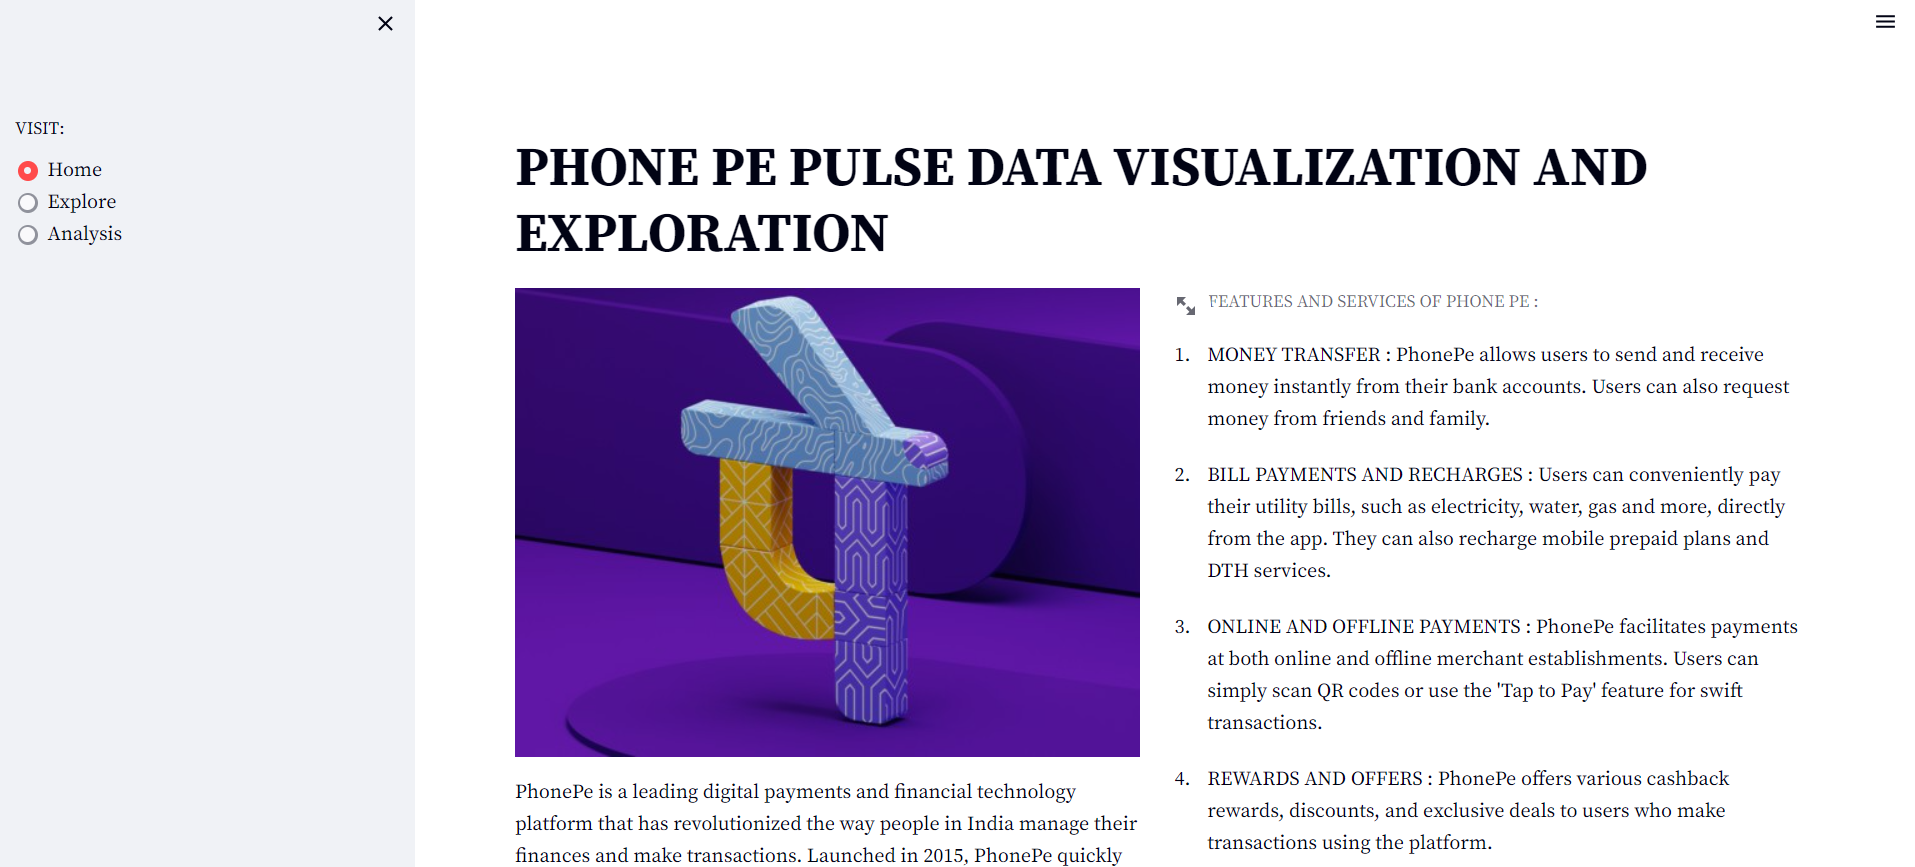 VISIT:
Home
Explore
Analysis
PHONE PE PULSE DATA VISUALIZATION AND
EXPLORATION
PhonePe is a leading digital payments and financial technology
platform that has revolutionized the way people in India manage their
finances and make transactions. Launched in 2015, PhonePe quickly
FEATURES AND SERVICES OF PHONE PE :
1. MONEY TRANSFER : PhonePe allows users to send and receive
money instantly from their bank accounts. Users can also request
money from friends and family.
2. BILL PAYMENTS AND RECHARGES : Users can conveniently pay
their utility bills, such as electricity, water, gas and more, directly
from the app. They can also recharge mobile prepaid plans and
DTH services.
3. ONLINE AND OFFLINE PAYMENTS : PhonePe facilitates payments
at both online and offline merchant establishments. Users can
simply scan QR codes or use the 'Tap to Pay' feature for swift
transactions.
4. REWARDS AND OFFERS : PhonePe offers various cashback
rewards, discounts, and exclusive deals to users who make
transactions using the platform.